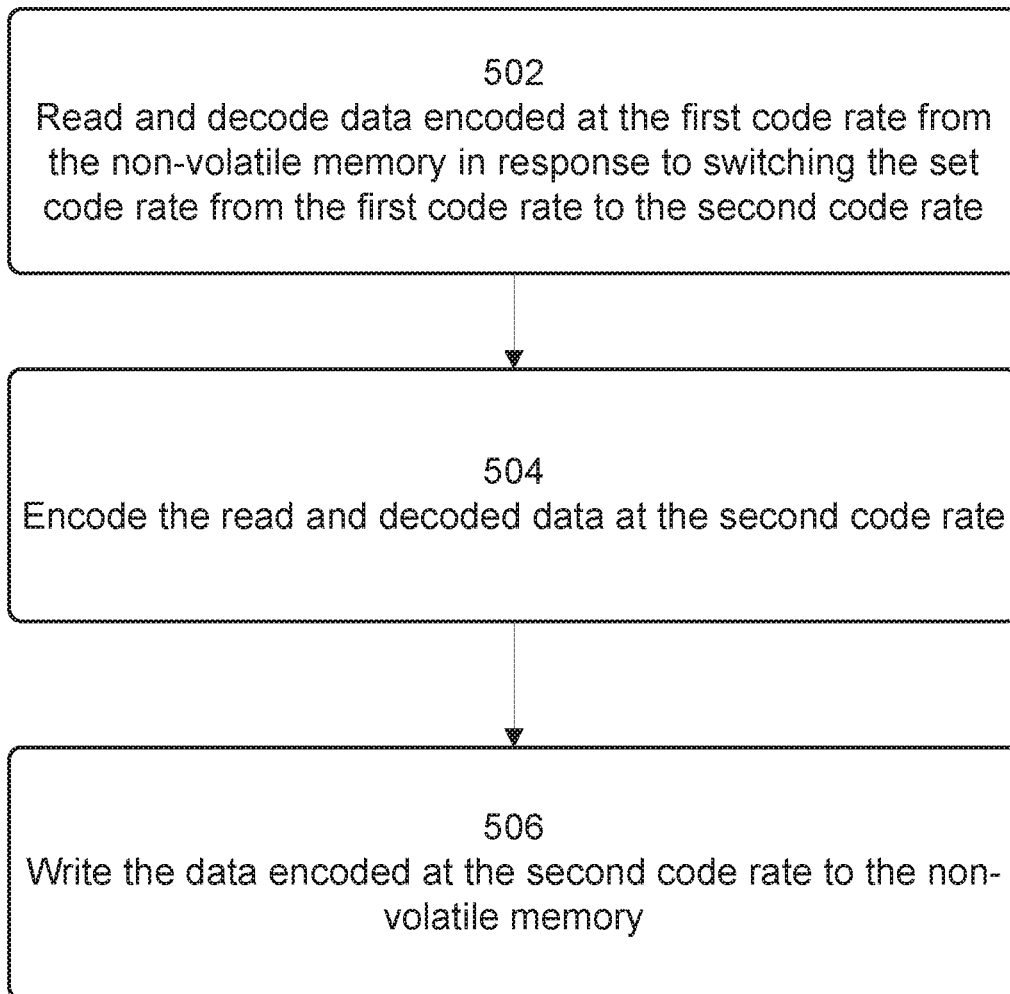 502
Read and decode data encoded at the first code rate from
the non-volatile memory in response to switching the set
code rate from the first code rate to the second code rate
504
Encode the read and decoded data at the second code rate
506
Write the data encoded at the second code rate to the non-
volatile memory